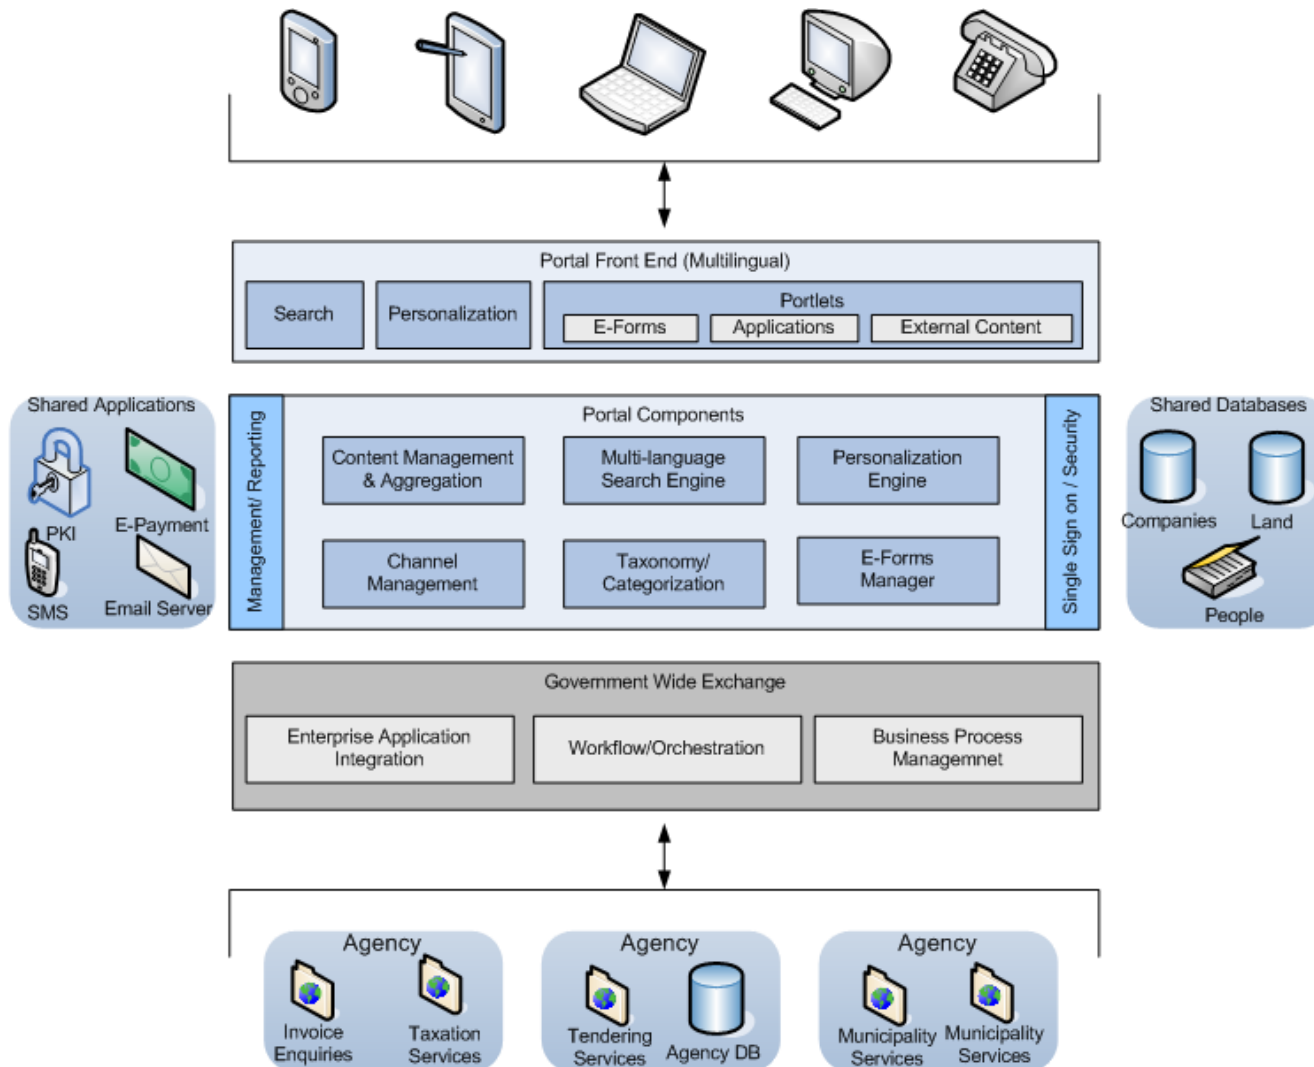 Portal Front End (Multilingual)
Search
Personalization
Portlets
E-Forms
Applications
External Content
Shared Applications
PKI
E-Payment
SMS
Email Server
Management/ Reporting
Portal Components
Content Management
& Aggregation
Multi-language
Search Engine
Personalization
Engine
Channel
Management
Taxonomy/
Categorization
E-Forms
Manager
Single Sign on / Security
Shared Databases
Companies
Land
People
Government Wide Exchange
Enterprise Application
Integration
Workflow/Orchestration
Business Process
Managemnet
Agency
Invoice
Enquiries
Taxation
Services
Agency
Tendering
Services
Agency DB
Agency
Municipality
Services
Municipality
Services